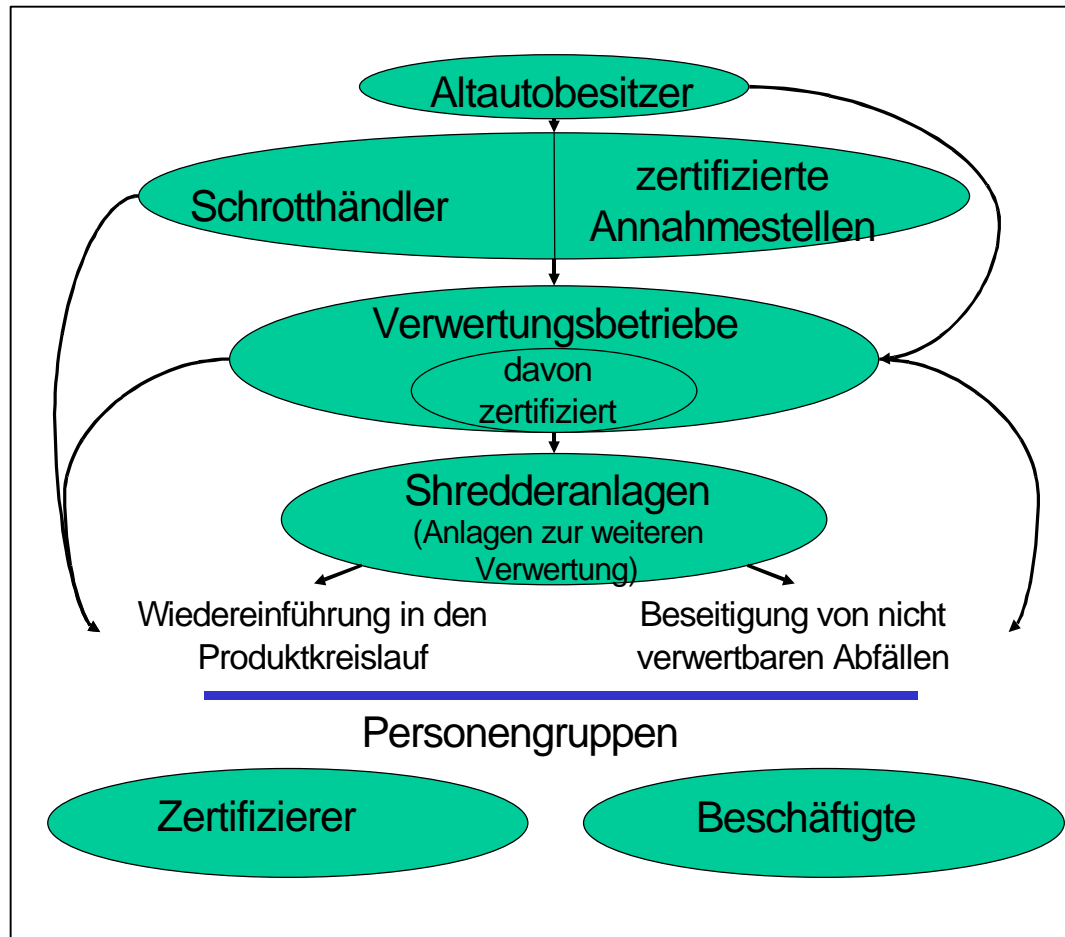 Altautobesitzer
Schrotthändler
zertifizierte
Annahmestellen
Verwertungsbetriebe
davon
zertifiziert
Shredderanlagen
(Anlagen zur weiteren
Verwertung)
Wiedereinführung in den
Produktkreislauf
Beseitigung von nicht
verwertbaren Abfällen
Personengruppen
Zertifizierer
Beschäftigte